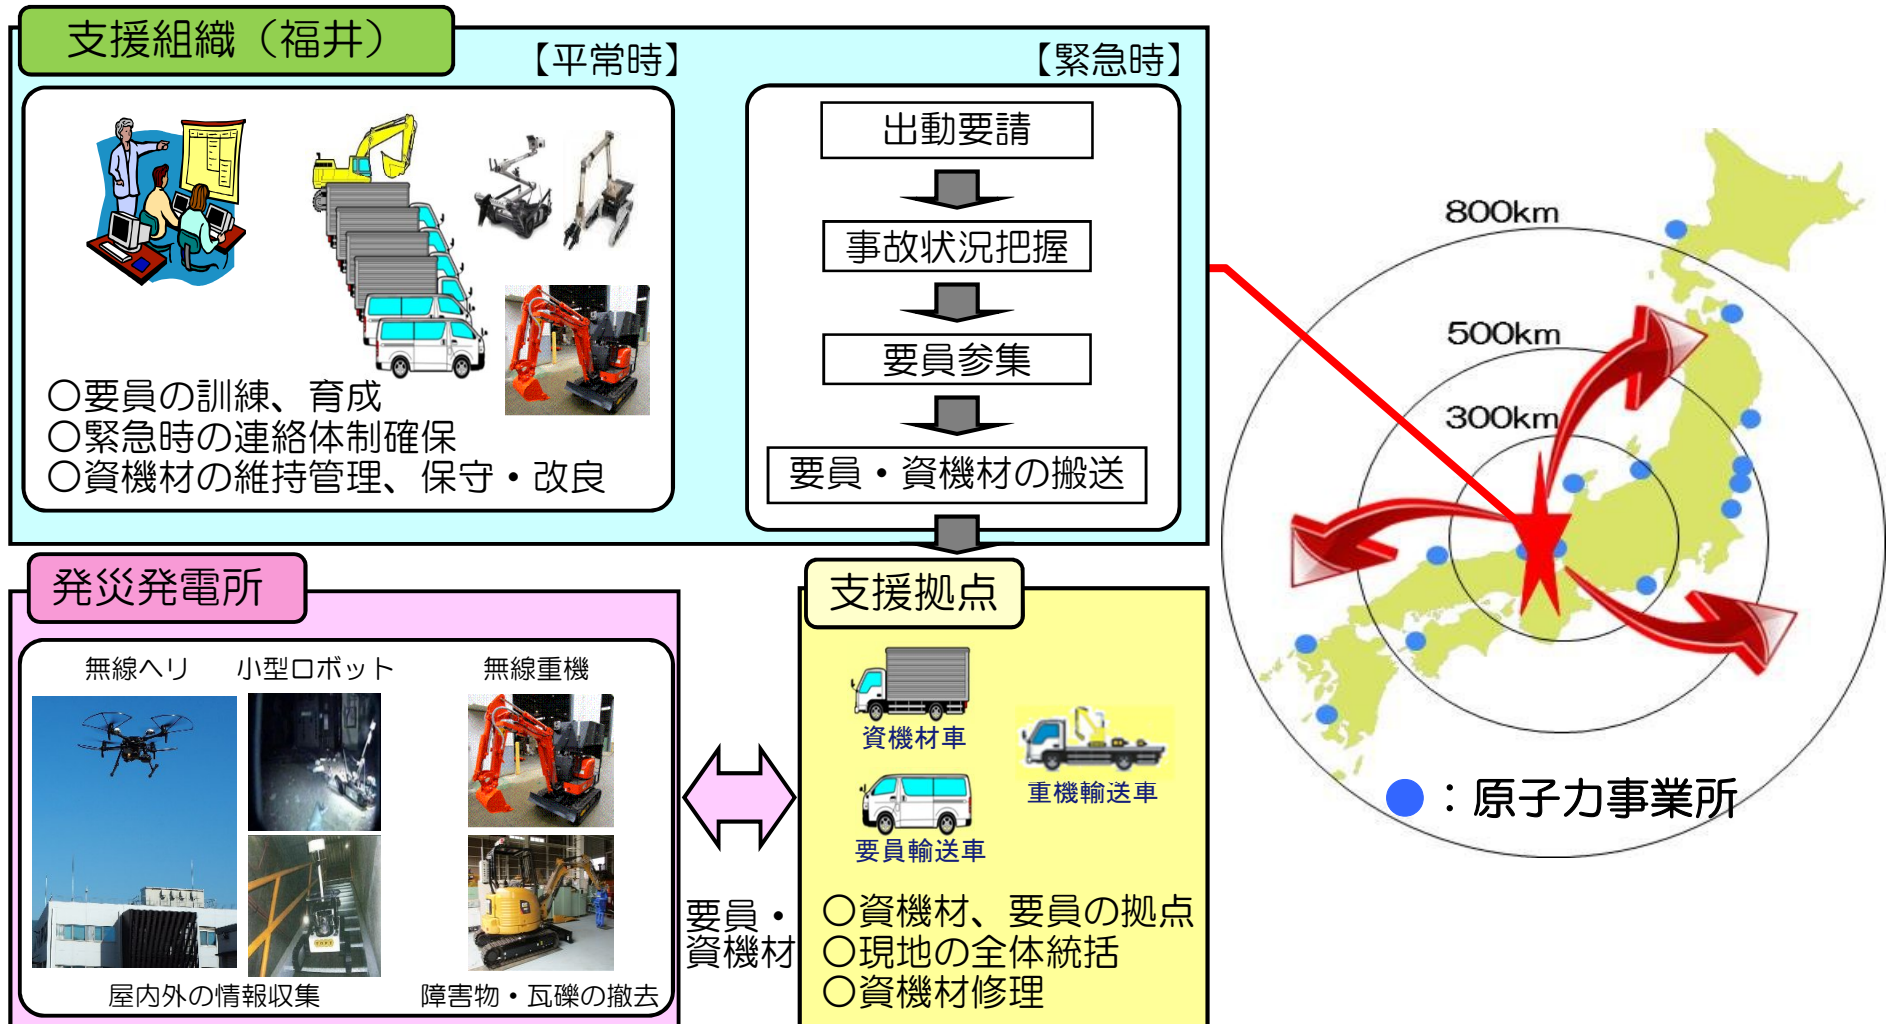 支援組織（福井）
【平常時】
【緊急時】
○要員の訓練、育成
○緊急時の連絡体制確保
○資機材の維持管理、保守・改良
出動要請
事故状況把握
要員参集
要員・資機材の搬送
発災発電所
無線ヘリ
小型ロボット
無線重機
屋内外の情報収集
障害物・瓦礫の撤去
要員・
資機材
支援拠点
資機材車
重機輸送車
要員輸送車
○資機材、要員の拠点
○現地の全体統括
○資機材修理
800km
500km
300km
：原子力事業所